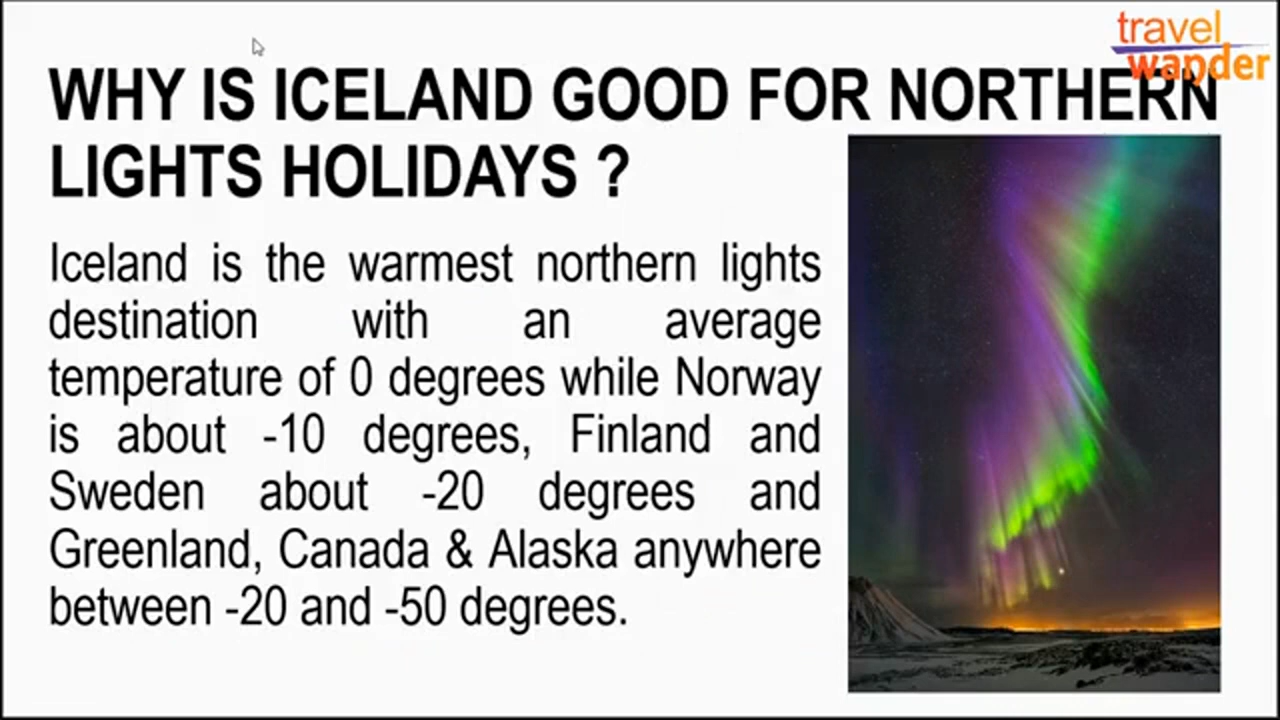 travel
wander
WHY IS ICELAND GOOD FOR NORTHERN
LIGHTS HOLIDAYS ?
Iceland is the warmest northern lights
destination with an average
temperature of 0 degrees while Norway
is about -10 degrees, Finland and
Sweden about -20 degrees and
Greenland, Canada & Alaska anywhere
between -20 and -50 degrees.